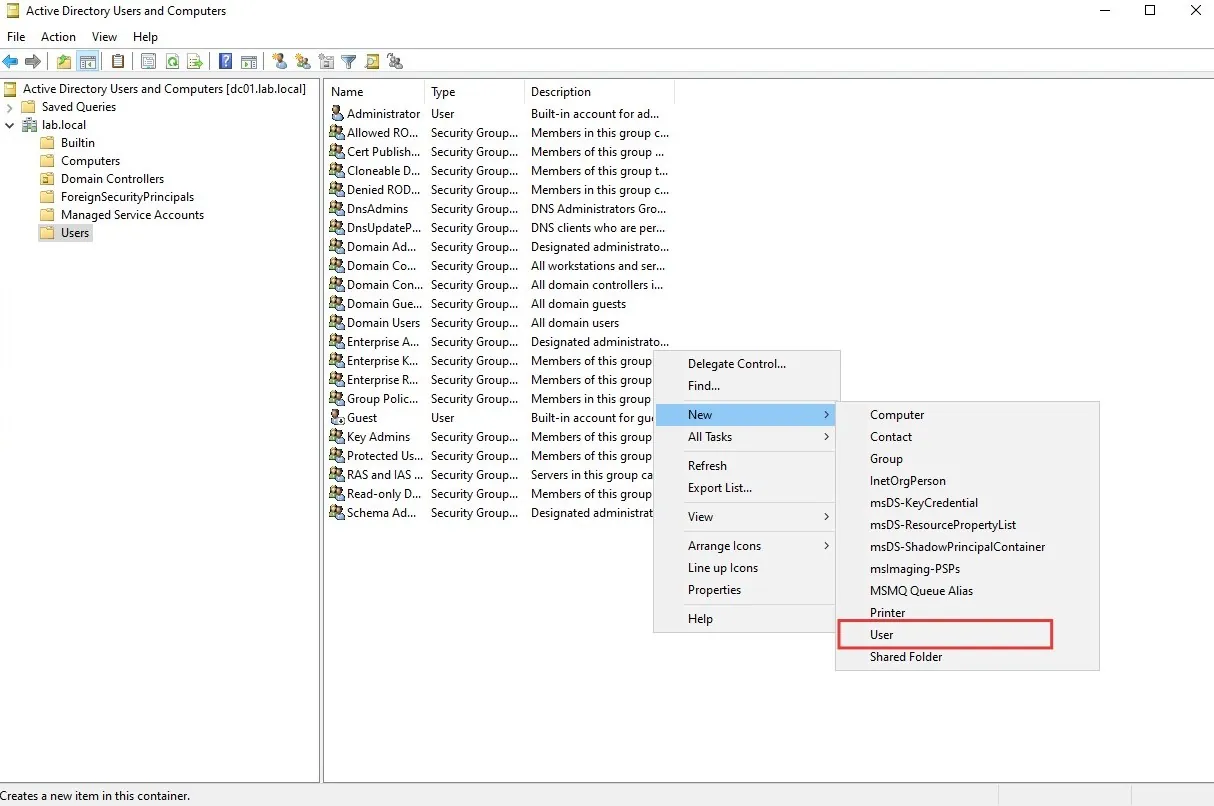 Active Directory Users and Computers
File Action View Help
Active Directory Users and Computers [dc01.lab.local]
Saved Queries
lab.local
Builtin
Computers
Domain Controllers
ForeignSecurityPrincipals
Managed Service Accounts
Users
Name Type Description
Administrator User Built-in account for ad...
Allowed RO... Security Group... Members in this group c...
Cert Publish... Security Group... Members of this group ...
Cloneable D... Security Group... Members of this group t...
Denied ROD... Security Group... Members in this group c...
DnsAdmins Security Group... DNS Administrators Gro...
DnsUpdateP... Security Group... DNS clients who are per...
Domain Ad... Security Group... Designated administrato...
Domain Co... Security Group... All workstations and ser...
Domain Con... Security Group... All domain controllers i...
Domain Gue... Security Group... All domain guests
Domain Users Security Group... All domain users
Enterprise A... Security Group... Designated administrato...
Enterprise K... Security Group... Members of this group
Enterprise R... Security Group... Members of this group
Group Polic... Security Group... Members in this group
Guest User Built-in account for gue
Key Admins Security Group... Members of this group
Protected Us... Security Group... Members of this group
RAS and IAS ... Security Group... Servers in this group ca
Read-only D... Security Group... Members of this group
Schema Ad... Security Group... Designated administrat
Delegate Control...
Find...
New
All Tasks
Refresh
Export List...
View
Arrange Icons
Line up Icons
Properties
Help
Computer
Contact
Group
InetOrgPerson
msDS-KeyCredential
msDS-ResourcePropertyList
msDS-ShadowPrincipalContainer
msImaging-PSPs
MSMQ Queue Alias
Printer
User
Shared Folder
Creates a new item in this container.